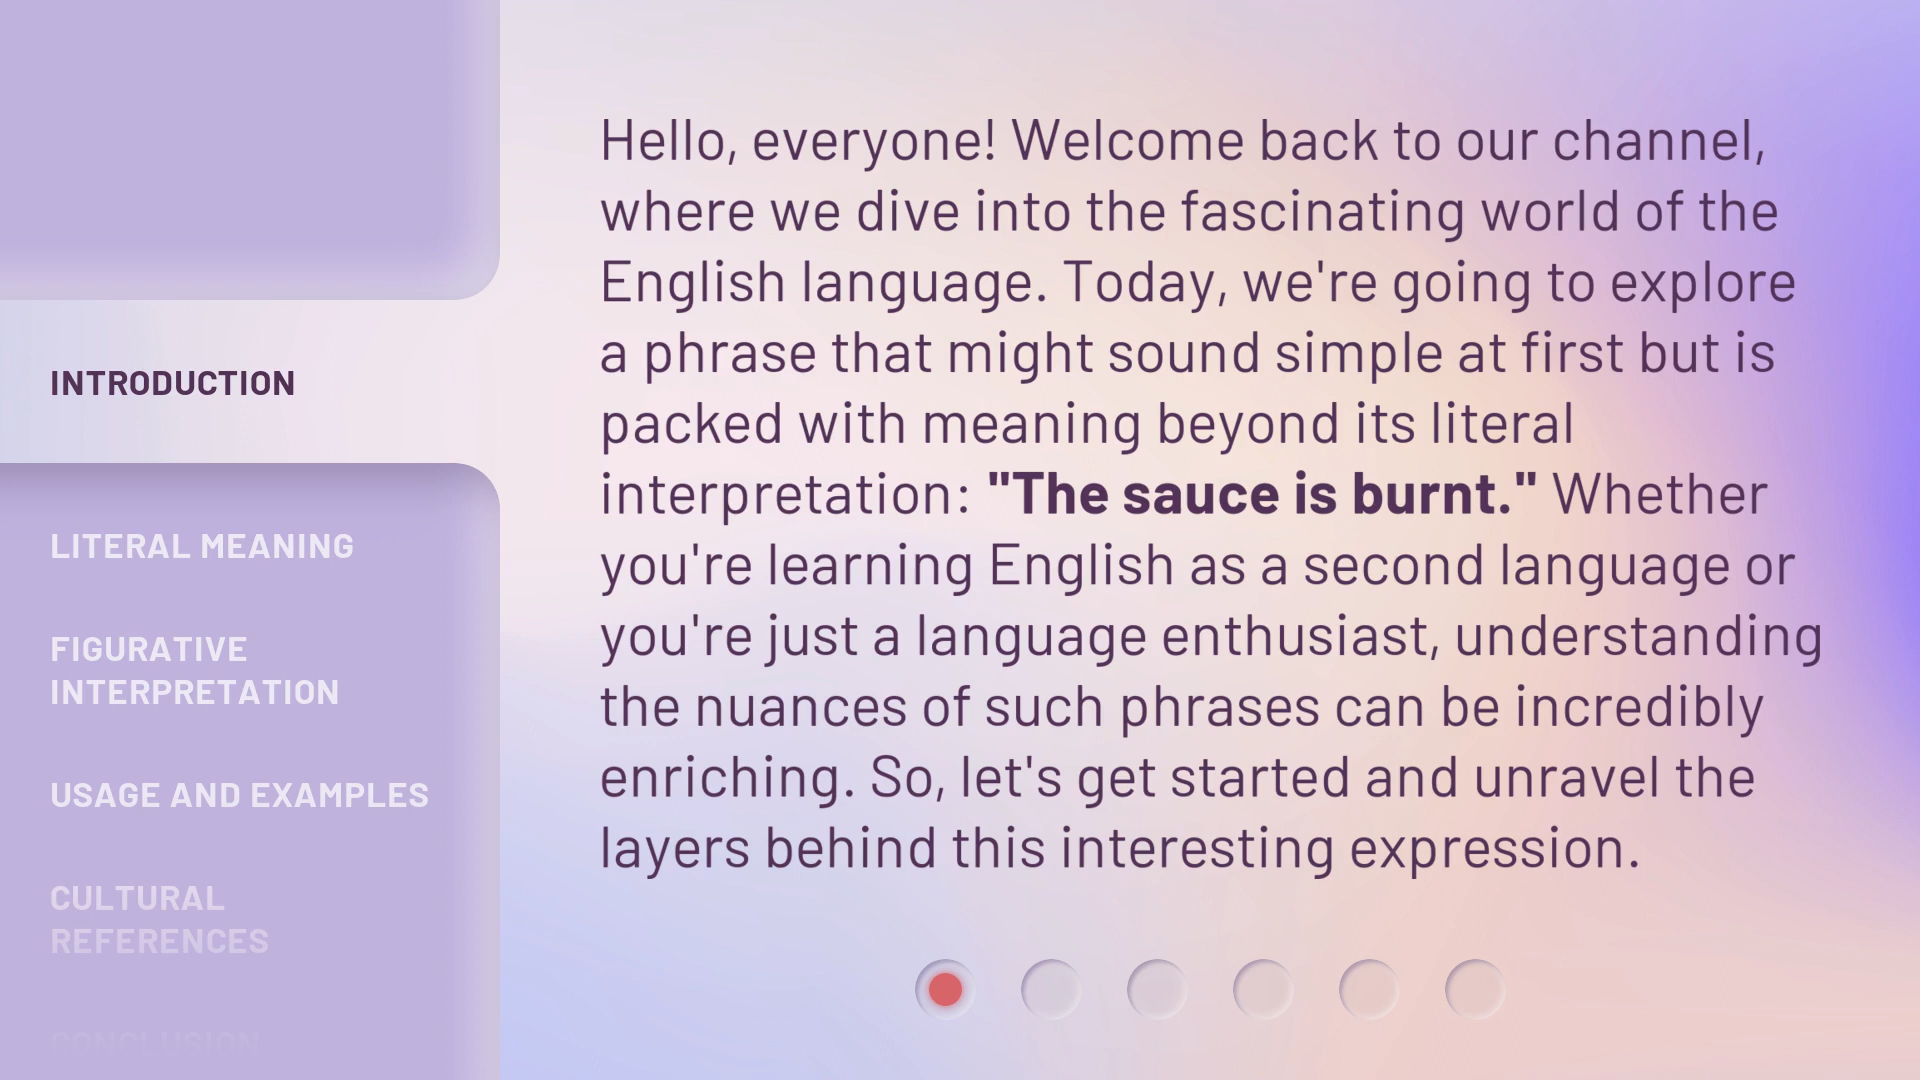 INTRODUCTION
LITERAL MEANING
FIGURATIVE
INTERPRETATION
USAGE AND EXAMPLES
CULTURAL
REFERENCES
CONCLUSION
Hello, everyone! Welcome back to our channel,
where we dive into the fascinating world of the
English language. Today, we're going to explore
a phrase that might sound simple at first but is
packed with meaning beyond its literal
interpretation: "The sauce is burnt." Whether
you're learning English as a second language or
you're just a language enthusiast, understanding
the nuances of such phrases can be incredibly
enriching. So, let's get started and unravel the
layers behind this interesting expression.